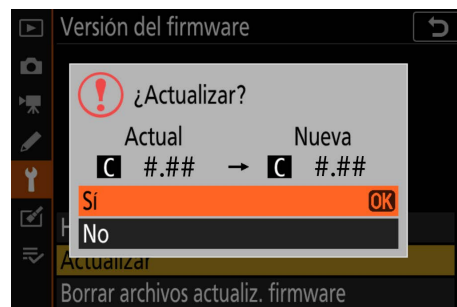 Versión del firmware
¿Actualizar?
Actual Nueva
C #.## → C #.##
Sí OK
No
Actualizar
Borrar archivos actualiz. firmware